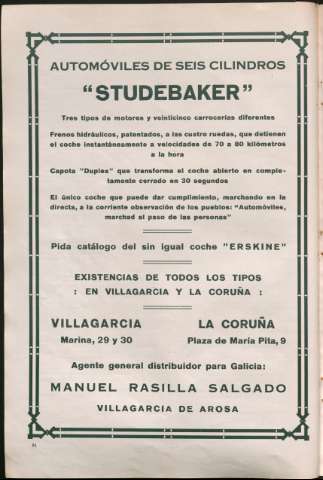 AUTOMÓVILES DE SEIS CILINDROS
"STUDEBAKER"
Tres tipos de motores y veinticinco carrocerías diferentes
Frenos hidráulicos, patentados, a las cuatro ruedas, que detienen
el coche instantáneamente a velocidades de 70 a 80 kilómetros
a la hora
Capota "Duplex" que transforma el coche abierto en comple-
tamente cerrado en 30 segundos
El único coche que puede dar cumplimiento, marchando en la
directa, a la corriente observación de los pueblos: "Automóviles,
marchad al paso de las personas"
Pida catálogo del sin igual coche "ERSKINE"
EXISTENCIAS DE TODOS LOS TIPOS
: EN VILLAGARCIA Y LA CORUÑA :
VILLAGARCIA LA CORUÑA
Marina, 29 y 30 Plaza de María Pita, 9
Agente general distribuidor para Galicia:
MANUEL RASILLA SALGADO
VILLAGARCIA DE AROSA